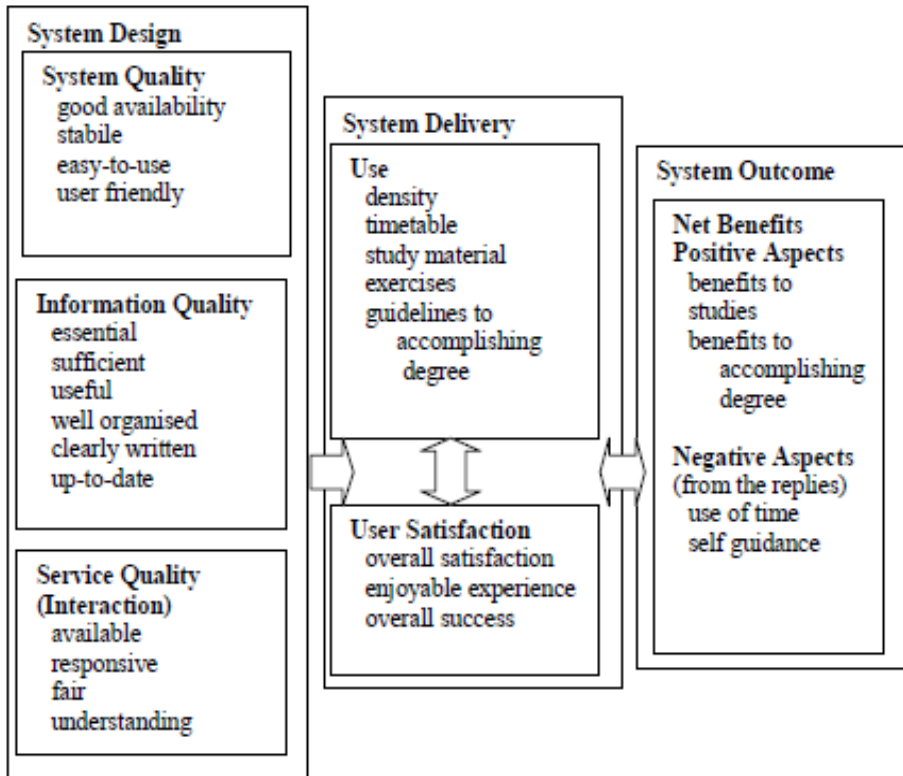 System Design
System Quality
good availability
stabile
easy-to-use
user friendly
Information Quality
essential
sufficient
useful
well organised
clearly written
up-to-date
Service Quality
(Interaction)
available
responsive
fair
understanding
System Delivery
Use
density
timetable
study material
exercises
guidelines to
accomplishing
degree
User Satisfaction
overall satisfaction
enjoyable experience
overall success
System Outcome
Net Benefits
Positive Aspects
benefits to
studies
benefits to
accomplishing
degree
Negative Aspects
(from the replies)
use of time
self guidance